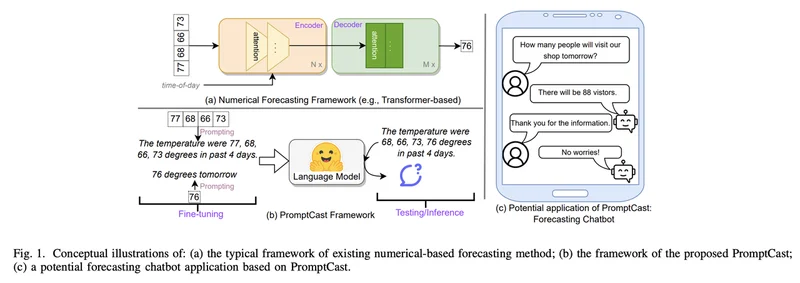 77 68 66 73
time-of-day
attention
...
Encoder
N x
Decoder
attention
...
M x
76
(a) Numerical Forecasting Framework (e.g., Transformer-based)
77 68 66 73
Prompting
The temperature were 77, 68,
66, 73 degrees in past 4 days.
76 degrees tomorrow
Prompting
76
Fine-tuning
Language Model
(b) PromptCast Framework
The temperature were
68, 66, 73, 76 degrees
in past 4 days.
?
Testing/Inference
How many people will visit our
shop tomorrow?
There will be 88 vistors.
Thank you for the information.
No worries!
(c) Potential application of PromptCast:
Forecasting Chatbot
Fig. 1. Conceptual illustrations of: (a) the typical framework of existing numerical-based forecasting method; (b) the framework of the proposed PromptCast;
(c) a potential forecasting chatbot application based on PromptCast.